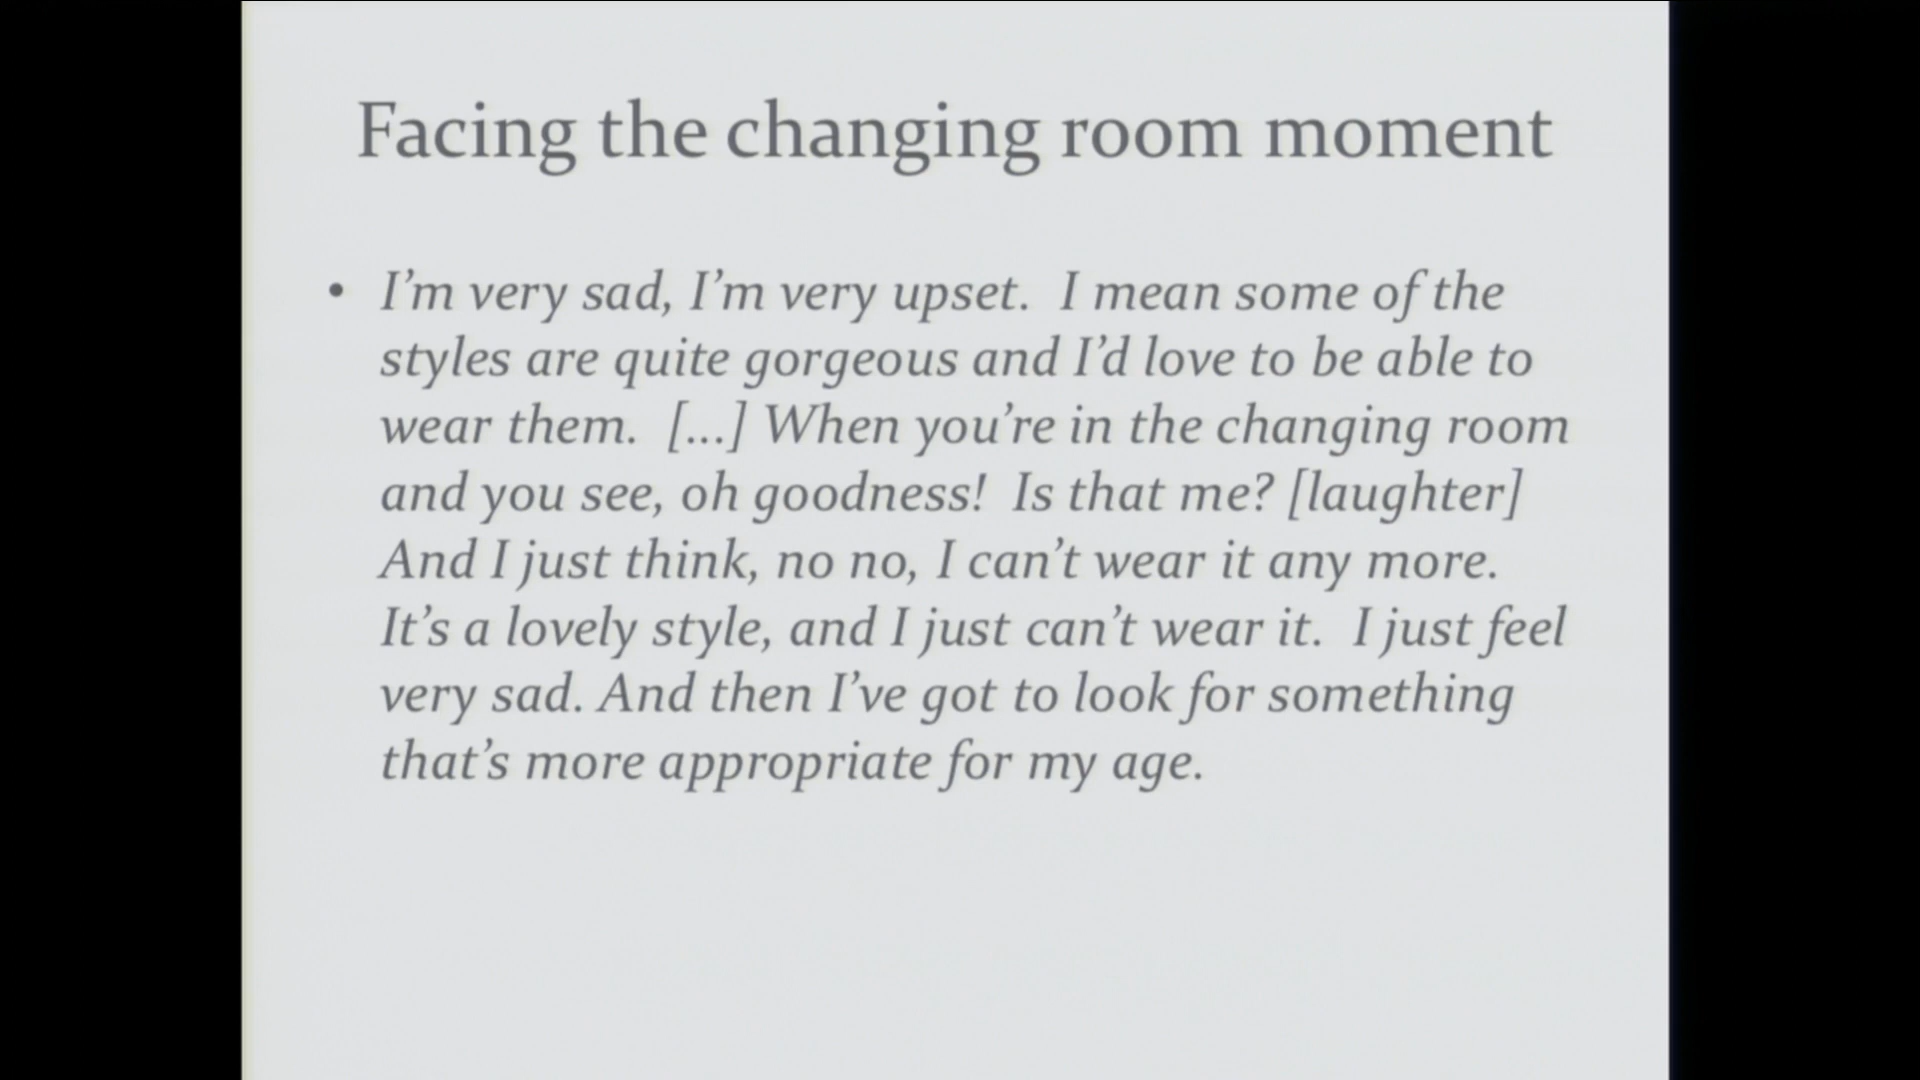 Facing the changing room moment
• I’m very sad, I’m very upset.  I mean some of the
styles are quite gorgeous and I’d love to be able to
wear them.  [...] When you’re in the changing room
and you see, oh goodness!  Is that me? [laughter]
And I just think, no no, I can’t wear it any more.
It’s a lovely style, and I just can’t wear it.  I just feel
very sad. And then I’ve got to look for something
that’s more appropriate for my age.